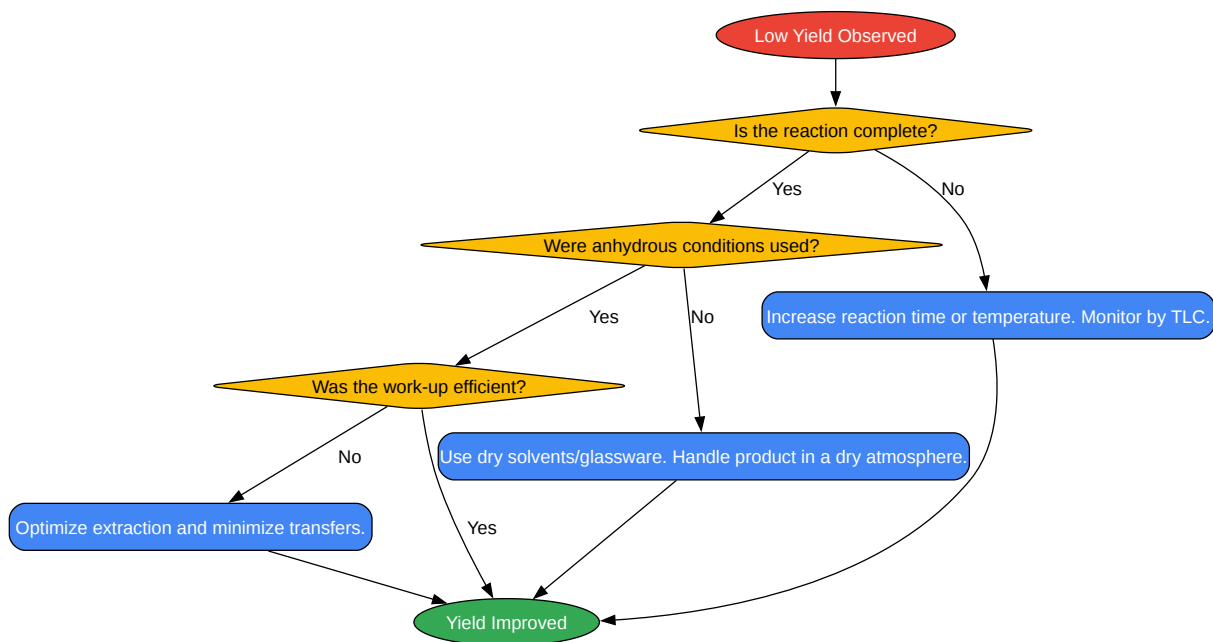 Low Yield Observed
Is the reaction complete?
Yes
No
Were anhydrous conditions used?
Yes
No
Increase reaction time or temperature. Monitor by TLC.
Was the work-up efficient?
No
Use dry solvents/glassware. Handle product in a dry atmosphere.
Optimize extraction and minimize transfers.
Yes
Yield Improved